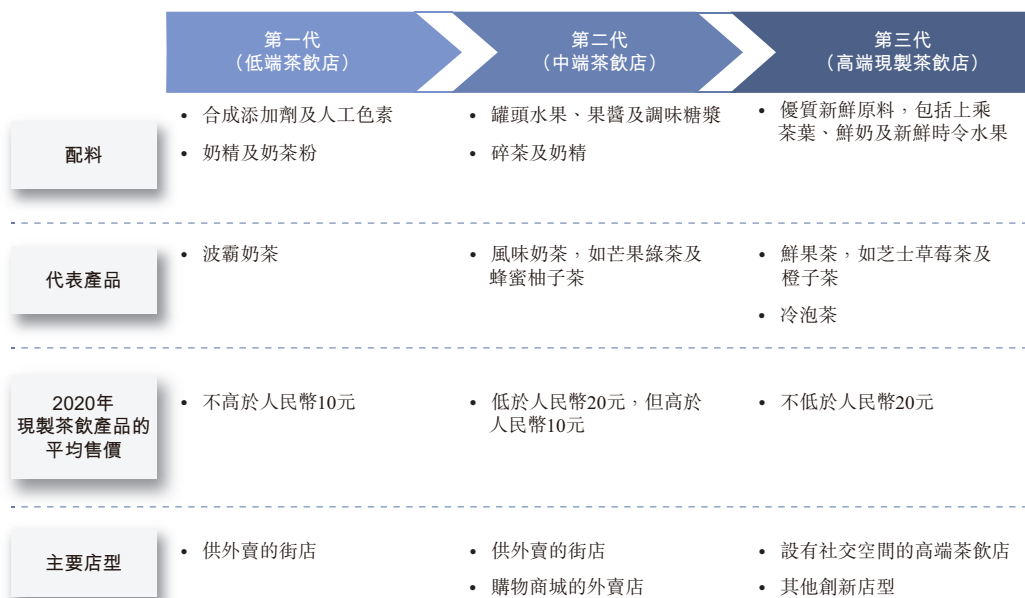 第一代
（低端茶飲店）
第二代
（中端茶飲店）
第三代
（高端現製茶飲店）
配料
• 合成添加劑及人工色素
• 奶精及奶茶粉
• 罐頭水果、果醬及調味糖漿
• 碎茶及奶精
• 優質新鮮原料，包括上乘
茶葉、鮮奶及新鮮時令水果
代表產品
• 波霸奶茶
• 風味奶茶，如芒果綠茶及
蜂蜜柚子茶
• 鮮果茶，如芝士草莓茶及
橙子茶
• 冷泡茶
2020年
現製茶飲產品的
平均售價
• 不高於人民幣10元
• 低於人民幣20元，但高於
人民幣10元
• 不低於人民幣20元
主要店型
• 供外賣的街店
• 供外賣的街店
• 購物商城的外賣店
• 設有社交空間的高端茶飲店
• 其他創新店型